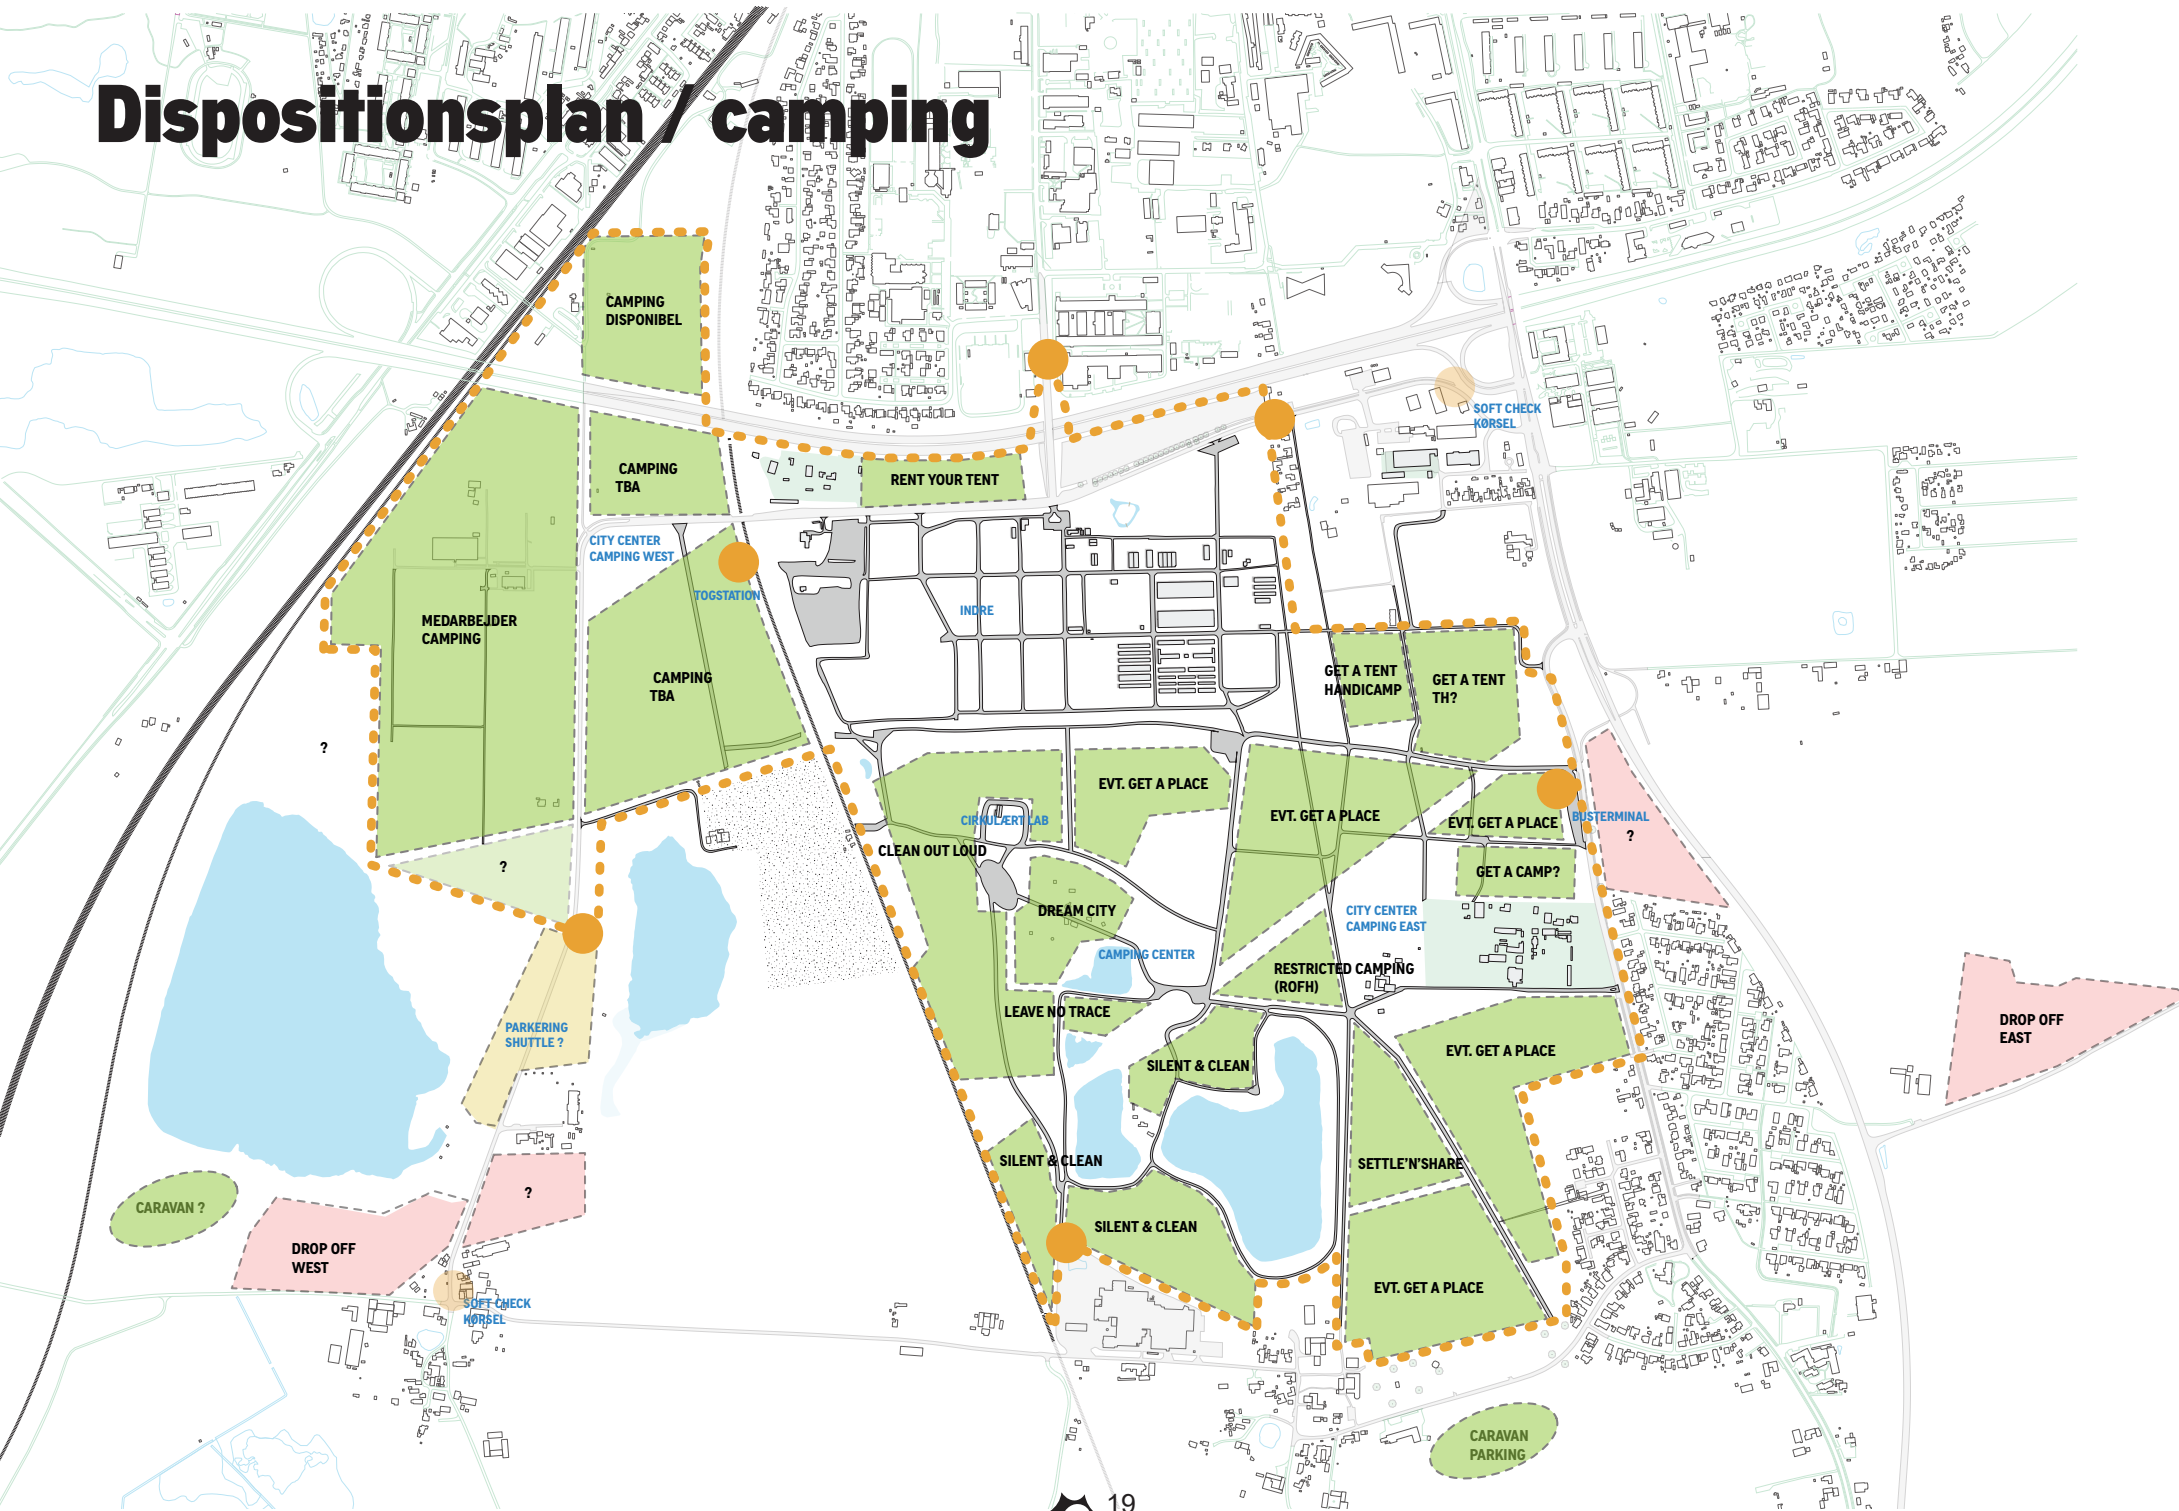 Dispositionsplan / camping
CAMPING
DISPONIBEL
SOFT CHECK
KØRSEL
CAMPING
TBA
RENT YOUR TENT
CITY CENTER
CAMPING WEST
TOGSTATION
INDRE
MEDARBEJDER
CAMPING
CAMPING
TBA
GET A TENT
HANDICAMP
GET A TENT
TH?
?
EVT. GET A PLACE
EVT. GET A PLACE
EVT. GET A PLACE
BUSTERMINAL
?
CIRKULÆRT LAB
CLEAN OUT LOUD
?
GET A CAMP?
DREAM CITY
CITY CENTER
CAMPING EAST
CAMPING CENTER
RESTRICTED CAMPING
(ROFH)
LEAVE NO TRACE
PARKERING
SHUTTLE ?
DROP OFF
EAST
EVT. GET A PLACE
SILENT & CLEAN
SILENT & CLEAN
SETTLE'N'SHARE
?
CARAVAN ?
SILENT & CLEAN
DROP OFF
WEST
EVT. GET A PLACE
SOFT CHECK
KØRSEL
CARAVAN
PARKING
19